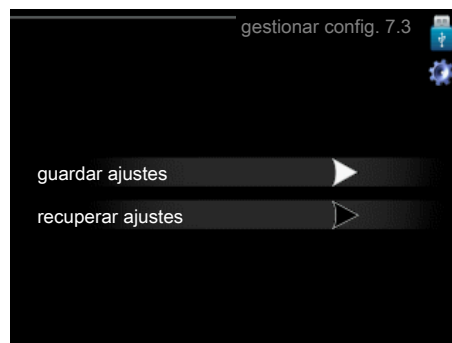 gestionar config. 7.3
guardar ajustes
recuperar ajustes